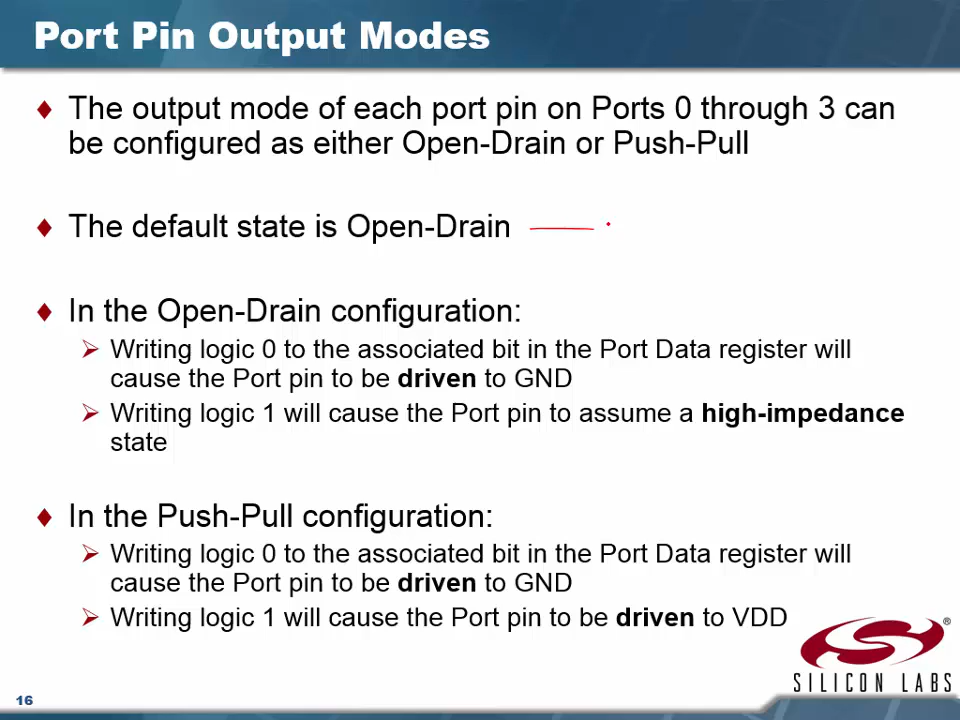 Port Pin Output Modes
The output mode of each port pin on Ports 0 through 3 can
be configured as either Open-Drain or Push-Pull
The default state is Open-Drain
In the Open-Drain configuration:
Writing logic 0 to the associated bit in the Port Data register will
cause the Port pin to be driven to GND
Writing logic 1 will cause the Port pin to assume a high-impedance
state
In the Push-Pull configuration:
Writing logic 0 to the associated bit in the Port Data register will
cause the Port pin to be driven to GND
Writing logic 1 will cause the Port pin to be driven to VDD
®
SILICON LABS
16